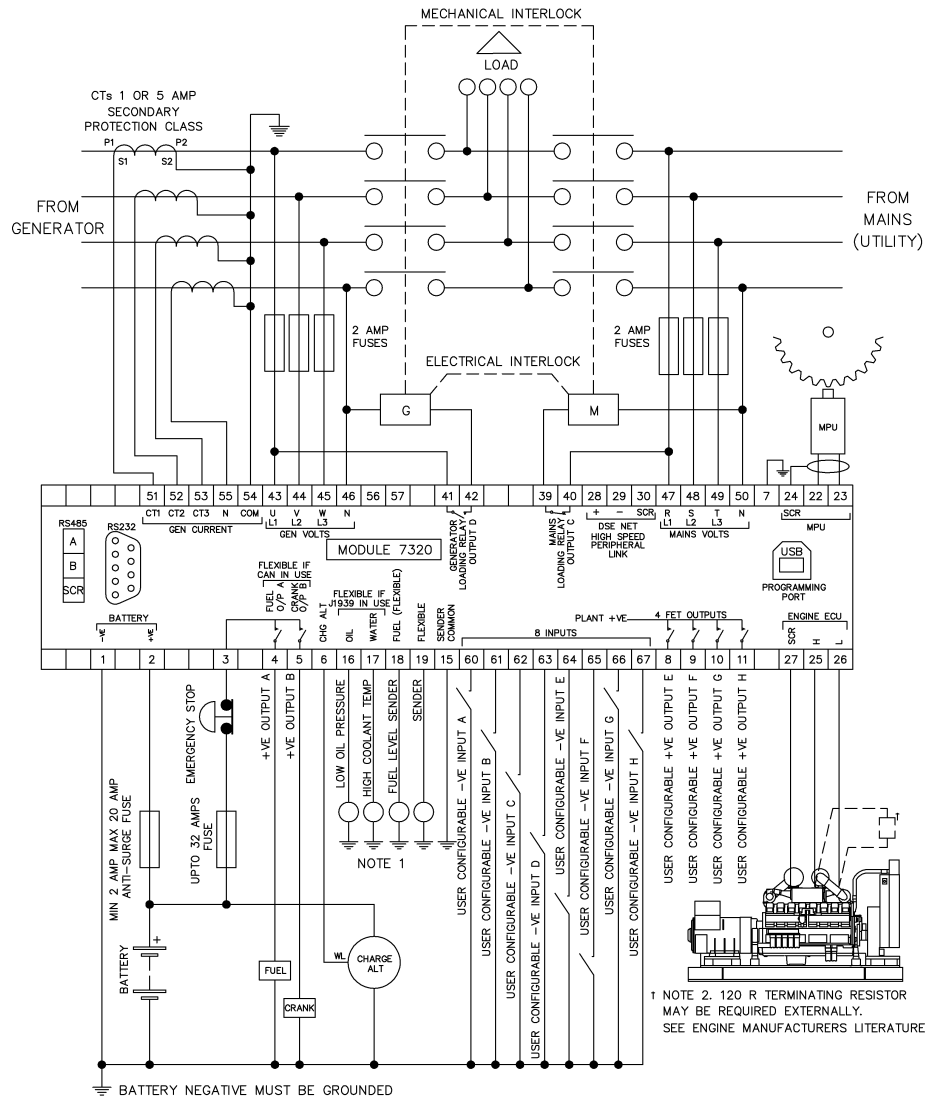 MECHANICAL INTERLOCK
LOAD
CTs 1 OR 5 AMP
SECONDARY
PROTECTION CLASS
P1
P2
S1
S2
FROM
GENERATOR
FROM
MAINS
(UTILITY)
2 AMP
FUSES
2 AMP
FUSES
ELECTRICAL INTERLOCK
G
M
MPU
51 52 53 55 54 43 44 45 46 56 57 41 42 39 40 28 29 30 47 48 49 50 7 24 22 23
CT1 CT2 CT3 N COM U V W N + − SCR R S T N SCR
L1 L2 L3 L1 L2 L3
GEN CURRENT
GEN VOLTS
GENERATOR
LOADING RELAY
OUTPUT D
MAINS
LOADING RELAY
OUTPUT C
DSE NET
HIGH SPEED
PERIPHERAL
LINK
MAINS VOLTS
MPU
RS485
A
B
SCR
RS232
MODULE 7320
USB
PROGRAMMING
PORT
BATTERY
-VE
+VE
FLEXIBLE IF
CAN IN USE
FUEL
O/P A
CRANK
O/P B
CHG ALT
FLEXIBLE IF
J1939 IN USE
OIL
WATER
FUEL (FLEXIBLE)
FLEXIBLE
SENDER
COMMON
8 INPUTS
PLANT +VE
4 FET OUTPUTS
ENGINE ECU
SCR
H
L
1 2 3 4 5 6 16 17 18 19 15 60 61 62 63 64 65 66 67 8 9 10 11 27 25 26
MIN 2 AMP MAX 20 AMP
ANTI-SURGE FUSE
EMERGENCY STOP
UPTO 32 AMPS
FUSE
+VE OUTPUT A
+VE OUTPUT B
LOW OIL PRESSURE
HIGH COOLANT TEMP
FUEL LEVEL SENDER
SENDER
NOTE 1
USER CONFIGURABLE -VE INPUT A
USER CONFIGURABLE -VE INPUT B
USER CONFIGURABLE -VE INPUT C
USER CONFIGURABLE -VE INPUT D
USER CONFIGURABLE -VE INPUT E
USER CONFIGURABLE -VE INPUT F
USER CONFIGURABLE -VE INPUT G
USER CONFIGURABLE -VE INPUT H
USER CONFIGURABLE +VE OUTPUT E
USER CONFIGURABLE +VE OUTPUT F
USER CONFIGURABLE +VE OUTPUT G
USER CONFIGURABLE +VE OUTPUT H
†
BATTERY
+
FUEL
CRANK
WL
CHARGE
ALT
† NOTE 2. 120 R TERMINATING RESISTOR
MAY BE REQUIRED EXTERNALLY.
SEE ENGINE MANUFACTURERS LITERATURE
BATTERY NEGATIVE MUST BE GROUNDED